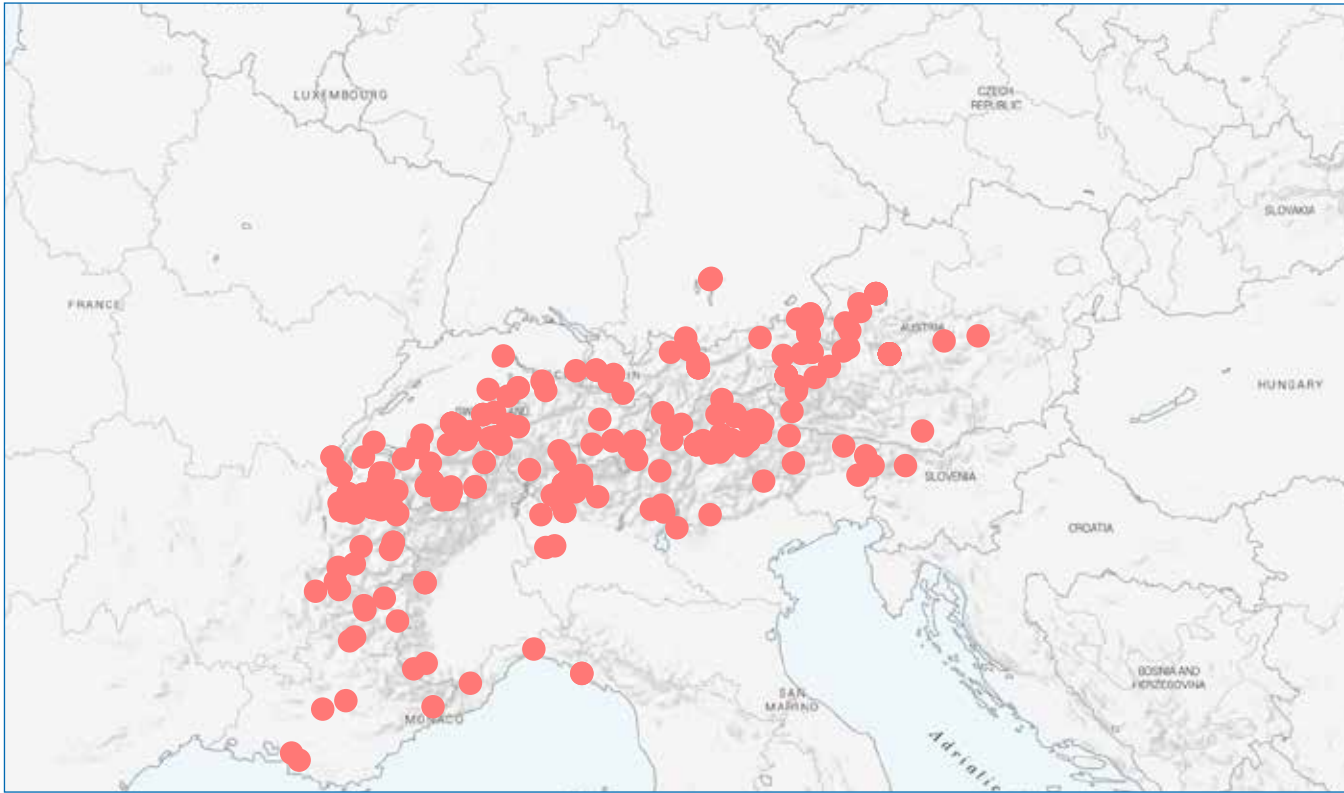 LUXEMBOURG
CZECH
REPUBLIC
SLOVAKIA
FRANCE
AUSTRIA
HUNGARY
SLOVENIA
CROATIA
BOSNIA AND
HERZEGOVINA
SAN
MARINO
MONACO
Adriatic